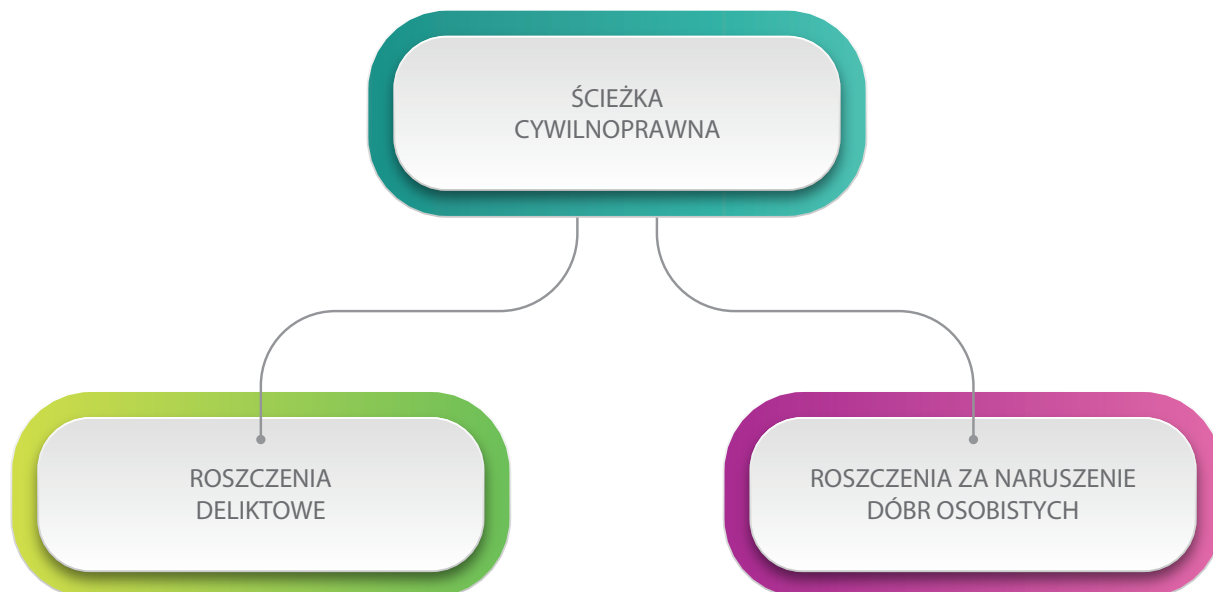 ŚCIEŻKA
CYWILNOPRAWNA
ROSZCZENIA
DELIKTOWE
ROSZCZENIA ZA NARUSZENIE
DÓBR OSOBISTYCH